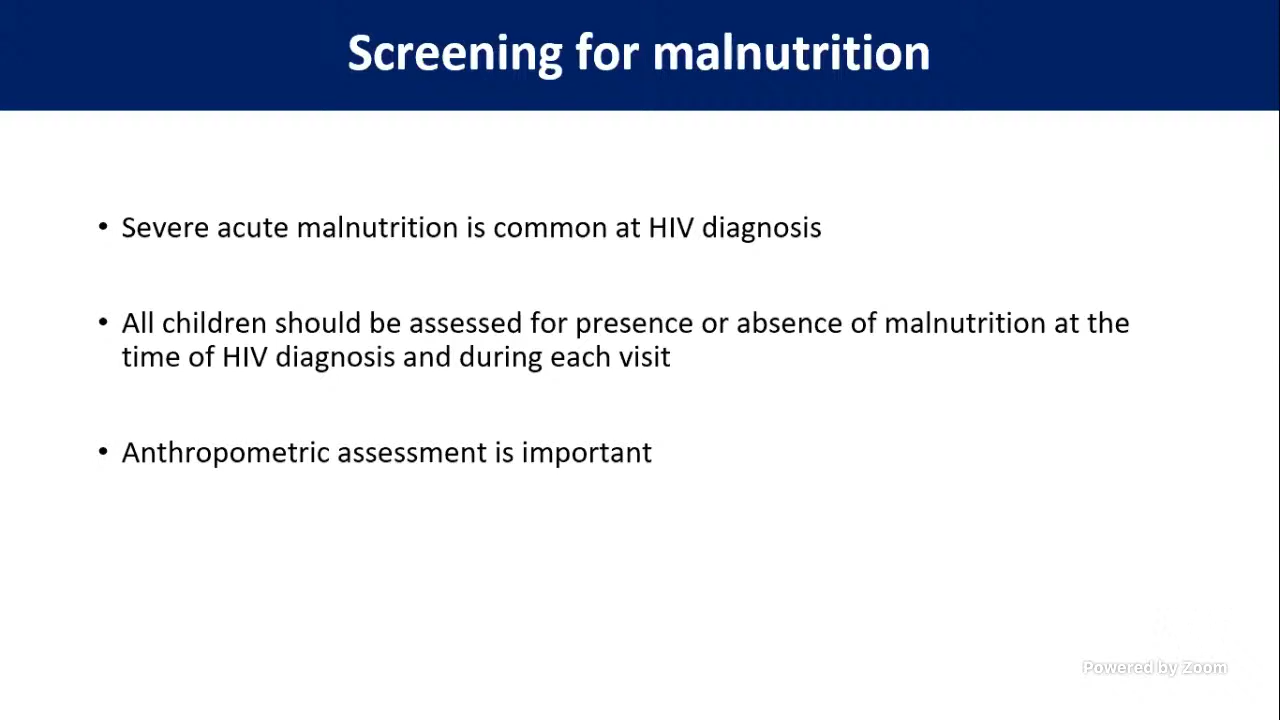 Screening for malnutrition
• Severe acute malnutrition is common at HIV diagnosis
• All children should be assessed for presence or absence of malnutrition at the
time of HIV diagnosis and during each visit
• Anthropometric assessment is important
Powered by Zoom